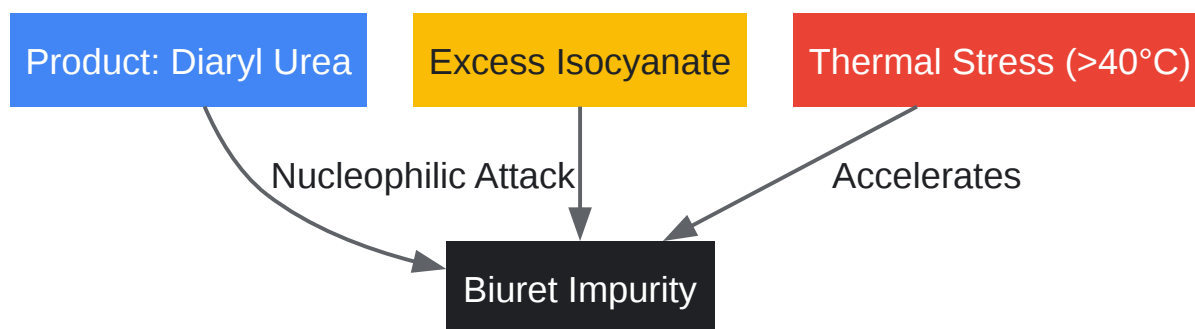 Product: Diaryl Urea
Excess Isocyanate
Thermal Stress (>40°C)
Nucleophilic Attack
Accelerates
Biuret Impurity